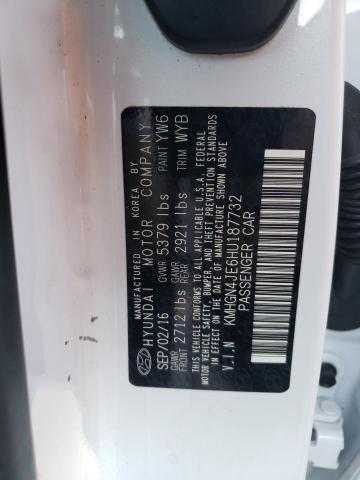 MANUFACTURED IN KOREA BY
HYUNDAI MOTOR COMPANY
SEP/02/16 GVWR 5379 lbs PAINT YW6
GAWR FRONT 2712lbs GAWR REAR 2921 lbs TRIM WYB
THIS VEHICLE CONFORMS TO ALL APPLICABLE U.S.A. FEDERAL
MOTOR VEHICLE SAFETY, BUMPER, AND THEFT PREVENTION STANDARDS
IN EFFECT ON THE DATE OF MANUFACTURE SHOWN ABOVE
V.I.N KMHGN4JE6HU187732
PASSENGER CAR